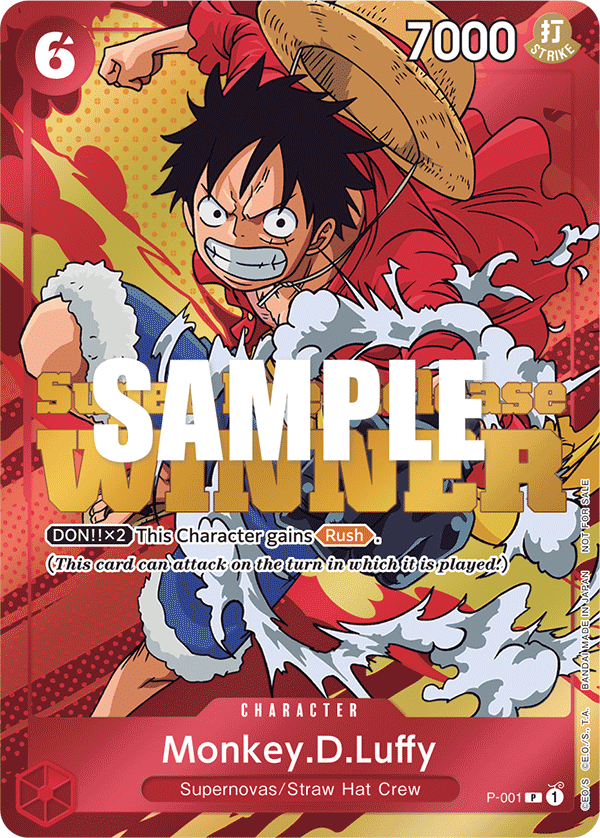 6
7000
打
STRIKE
SAMPLE
WINNER
DON!!×2 This Character gains Rush.
(This card can attack on the turn in which it is played.)
CHARACTER
Monkey.D.Luffy
Supernovas/Straw Hat Crew
P-001 P 1
©E.O./S ©E.O./S., T.A. BANDAI MADE IN JAPAN NOT FOR SALE